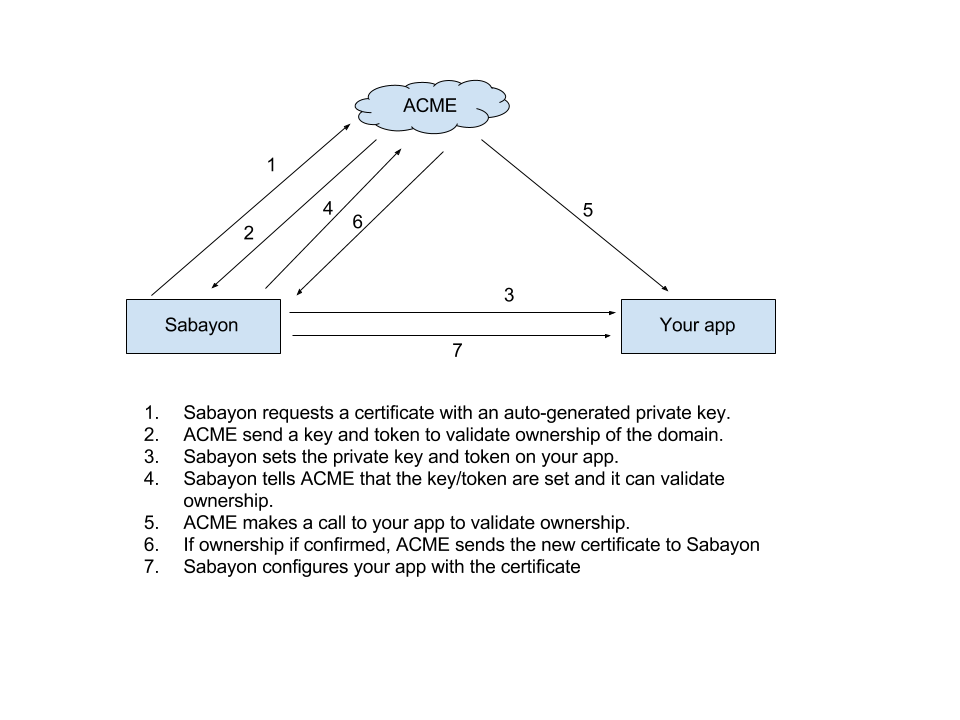 ACME
1
4
6
5
2
3
Sabayon
Your app
7
1. Sabayon requests a certificate with an auto-generated private key.
2. ACME send a key and token to validate ownership of the domain.
3. Sabayon sets the private key and token on your app.
4. Sabayon tells ACME that the key/token are set and it can validate
ownership.
5. ACME makes a call to your app to validate ownership.
6. If ownership if confirmed, ACME sends the new certificate to Sabayon
7. Sabayon configures your app with the certificate